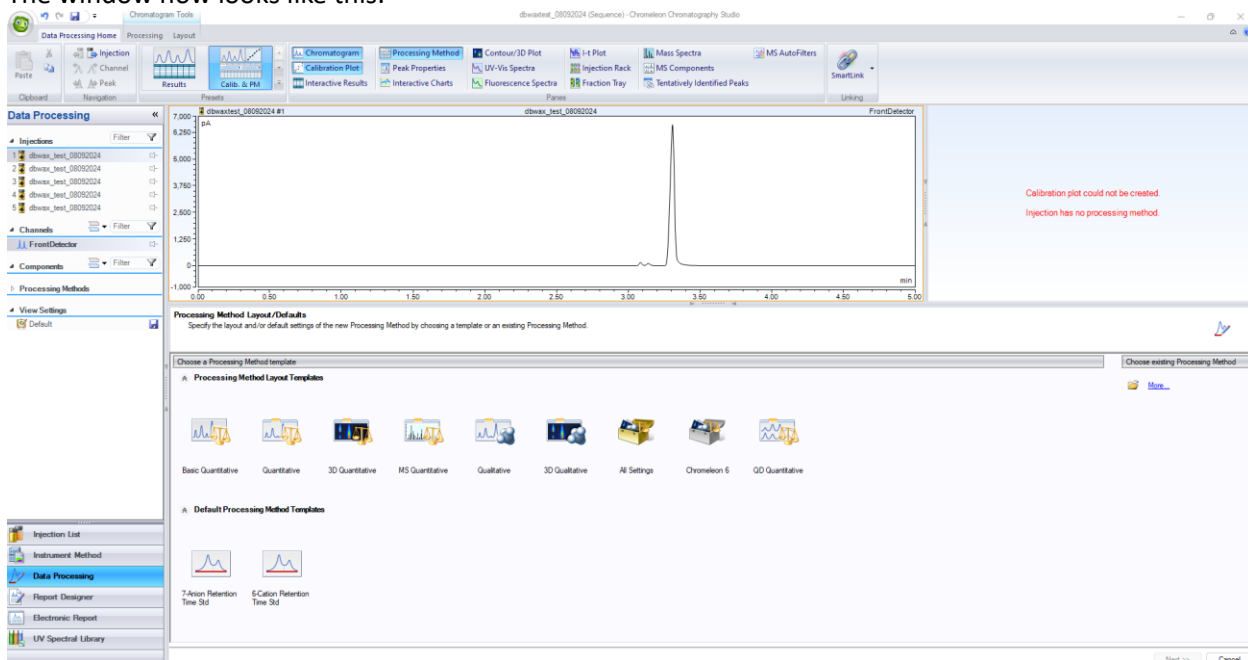 The window now looks like this:
Chromatogram Tools
dbwaxtest_08092024 (Sequence) - Chromeleon Chromatography Studio
Data Processing Home Processing Layout
Paste
Injection
Channel
Peak
Results
Calib. & PM
Chromatogram
Calibration Plot
Interactive Results
Processing Method
Peak Properties
Interactive Charts
Contour/3D Plot
UV-Vis Spectra
Fluorescence Spectra
I-t Plot
Injection Rack
Fraction Tray
Mass Spectra
MS Components
Tentatively Identified Peaks
MS AutoFilters
SmartLink
Clipboard Navigation Presets Panes Linking
Data Processing «
Injections Filter
1 dbwax_test_08092024
2 dbwax_test_08092024
3 dbwax_test_08092024
4 dbwax_test_08092024
5 dbwax_test_08092024
Channels Filter
FrontDetector
Components Filter
Processing Methods
View Settings
Default
dbwaxtest_08092024 #1 dbwax_test_08092024 FrontDetector
pA
7,000
6,250
5,000
3,750
2,500
1,250
0
-1,000
min
0.00 0.50 1.00 1.50 2.00 2.50 3.00 3.50 4.00 4.50 5.00
Calibration plot could not be created.
Injection has no processing method.
Processing Method Layout/Defaults
Specify the layout and/or default settings of the new Processing Method by choosing a template or an existing Processing Method.
Choose a Processing Method template
Choose existing Processing Method
More...
Processing Method Layout Templates
Basic Quantitative Quantitative 3D Quantitative MS Quantitative Qualitative 3D Qualitative All Settings Chromeleon 6 QD Quantitative
Default Processing Method Templates
7-Anion Retention Time Std
6-Cation Retention Time Std
Injection List
Instrument Method
Data Processing
Report Designer
Electronic Report
UV Spectral Library
Next >> Cancel